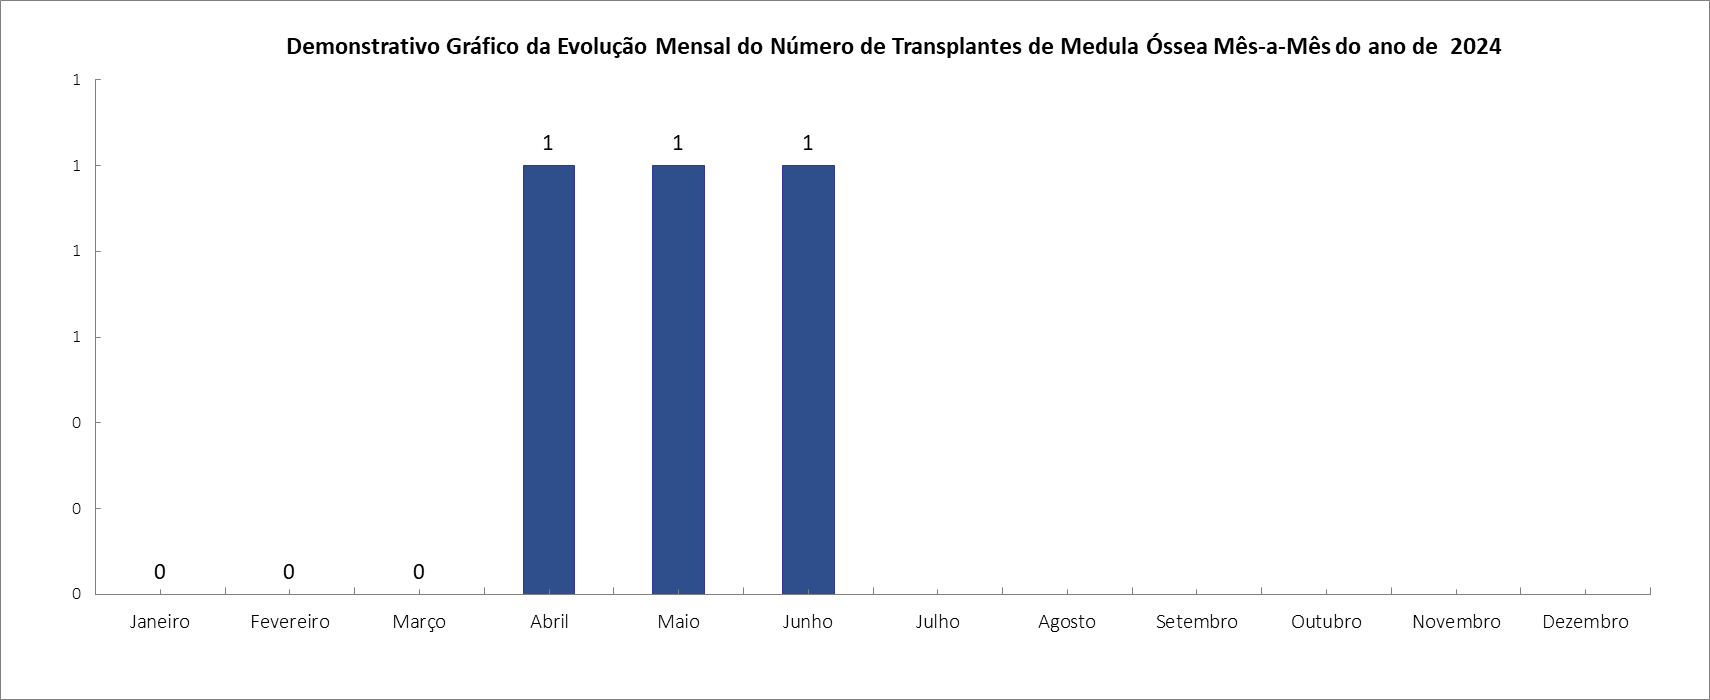 Demonstrativo Gráfico da Evolução Mensal do Número de Transplantes de Medula Óssea Mês-a-Mês do ano de 2024
1
1
1
1
0
0
0
1 1 1
0 0 0
Janeiro Fevereiro Março Abril Maio Junho Julho Agosto Setembro Outubro Novembro Dezembro